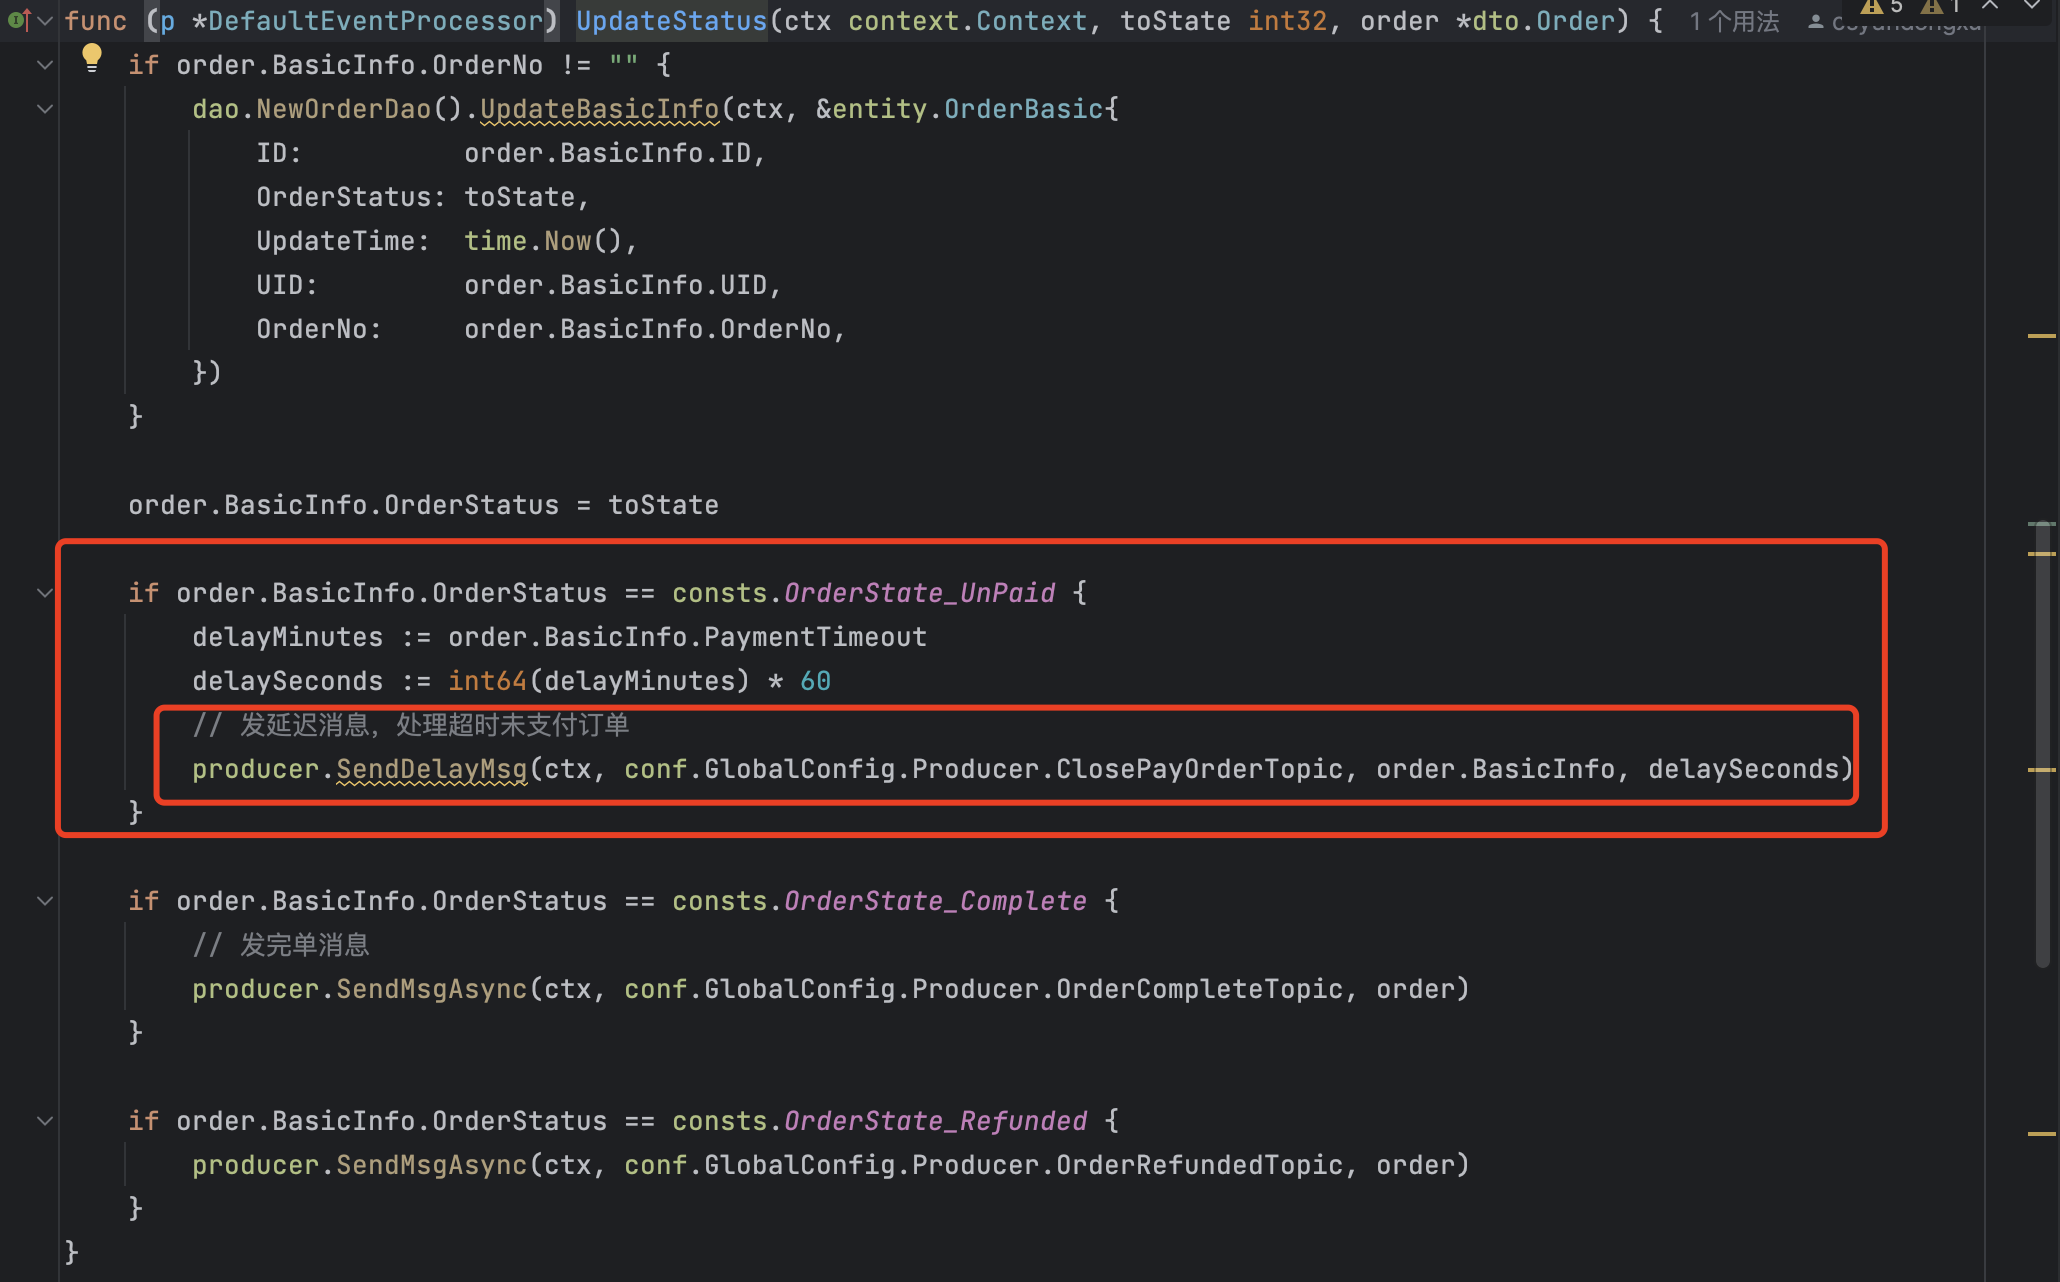 func (p *DefaultEventProcessor) UpdateStatus(ctx context.Context, toState int32, order *dto.Order) { 1个用法
5 1
if order.BasicInfo.OrderNo != "" {
dao.NewOrderDao().UpdateBasicInfo(ctx, &entity.OrderBasic{
ID: order.BasicInfo.ID,
OrderStatus: toState,
UpdateTime: time.Now(),
UID: order.BasicInfo.UID,
OrderNo: order.BasicInfo.OrderNo,
})
}
order.BasicInfo.OrderStatus = toState
if order.BasicInfo.OrderStatus == consts.OrderState_UnPaid {
delayMinutes := order.BasicInfo.PaymentTimeout
delaySeconds := int64(delayMinutes) * 60
// 发延迟消息，处理超时未支付订单
producer.SendDelayMsg(ctx, conf.GlobalConfig.Producer.ClosePayOrderTopic, order.BasicInfo, delaySeconds)
}
if order.BasicInfo.OrderStatus == consts.OrderState_Complete {
// 发完单消息
producer.SendMsgAsync(ctx, conf.GlobalConfig.Producer.OrderCompleteTopic, order)
}
if order.BasicInfo.OrderStatus == consts.OrderState_Refunded {
producer.SendMsgAsync(ctx, conf.GlobalConfig.Producer.OrderRefundedTopic, order)
}
}